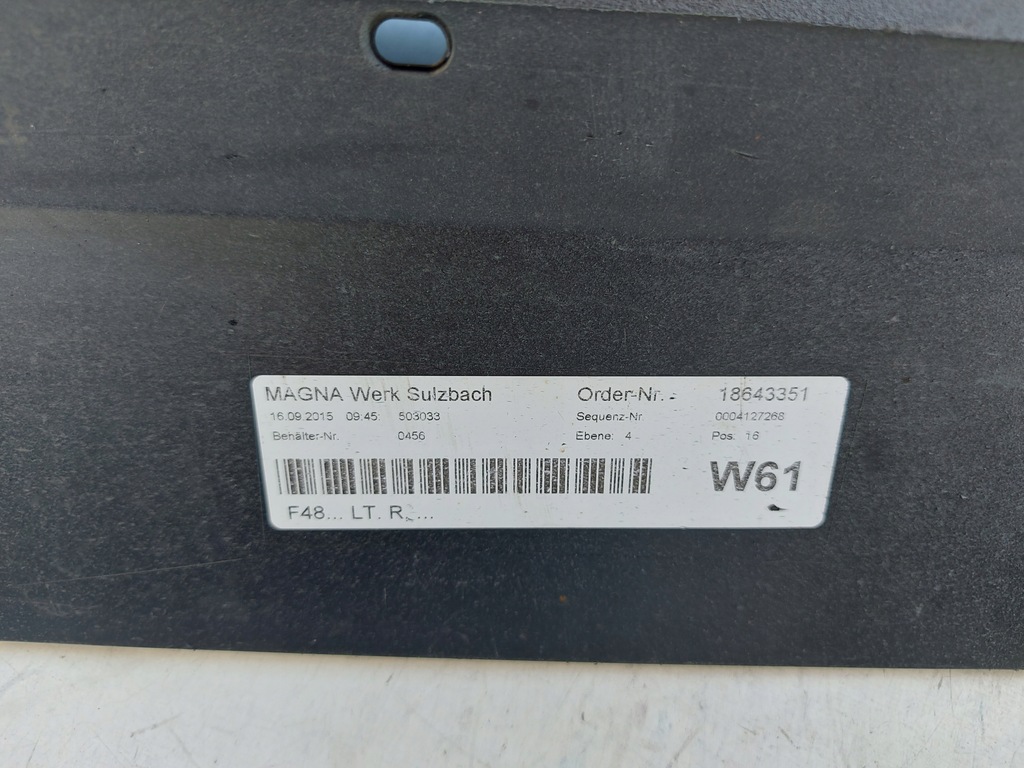 MAGNA Werk Sulzbach Order-Nr. 18643351
16.09.2015 09:45: 503033 Sequenz-Nr 0004127268
Behälter-Nr. 0456 Ebene: 4 Pos: 16
W61
F48... LT. R. ...